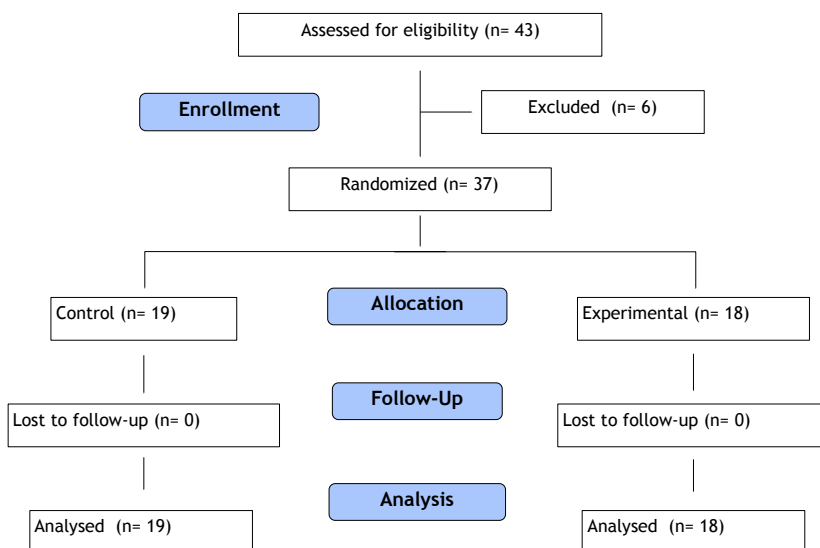 Assessed for eligibility (n= 43)
Enrollment
Excluded (n= 6)
Randomized (n= 37)
Allocation
Control (n= 19)
Experimental (n= 18)
Follow-Up
Lost to follow-up (n= 0)
Lost to follow-up (n= 0)
Analysis
Analysed (n= 19)
Analysed (n= 18)